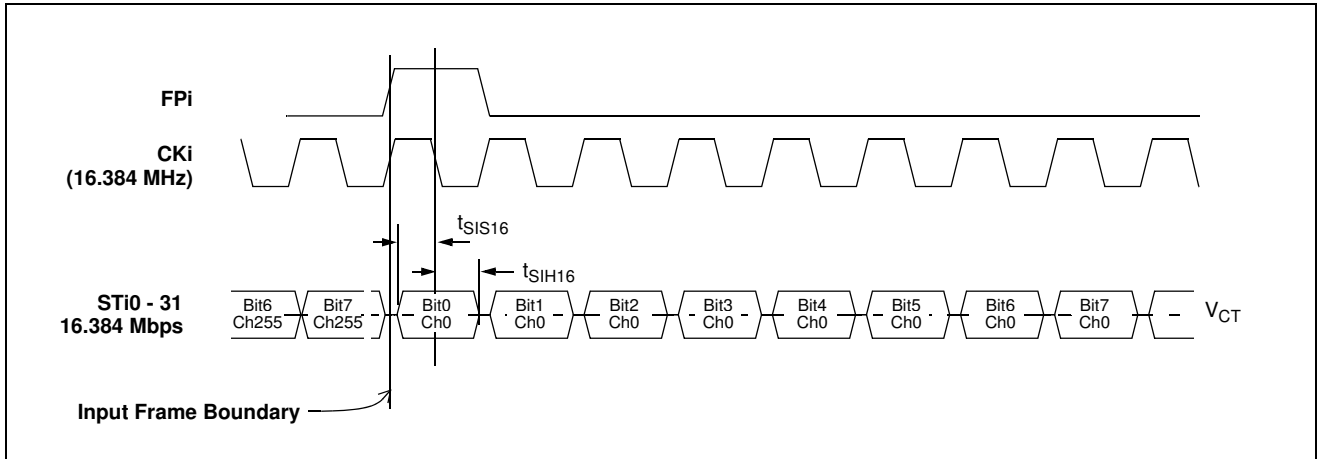 FPi
CKi
(16.384 MHz)
tSIS16
tSIH16
STi0 - 31
16.384 Mbps
Bit6 Bit7 Bit0 Bit1 Bit2 Bit3 Bit4 Bit5 Bit6 Bit7
Ch255 Ch255 Ch0 Ch0 Ch0 Ch0 Ch0 Ch0 Ch0 Ch0
VCT
Input Frame Boundary